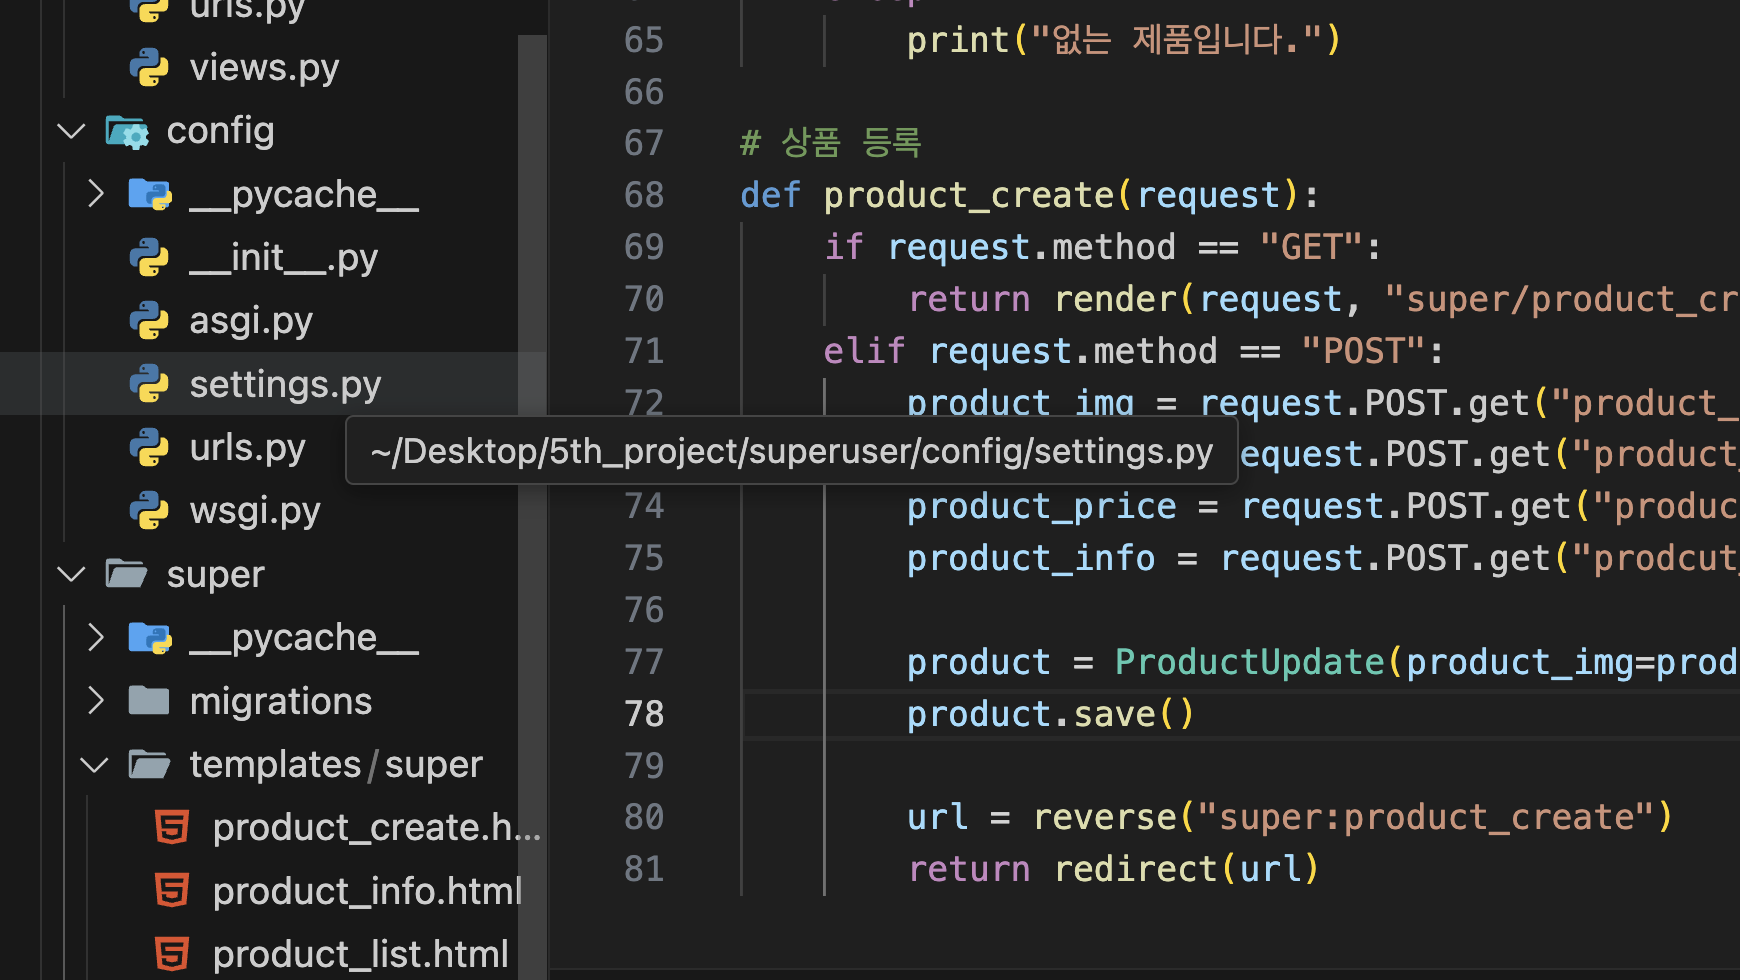 urls.py
views.py
config
__pycache__
__init__.py
asgi.py
settings.py
urls.py
wsgi.py
super
__pycache__
migrations
templates/super
product_create.h...
product_info.html
product_list.html
~/Desktop/5th_project/superuser/config/settings.py
65 print("없는 제품입니다.")
66
67 # 상품 등록
68 def product_create(request):
69 if request.method == "GET":
70 return render(request, "super/product_cr
71 elif request.method == "POST":
72 product_img = request.POST.get("product_
equest.POST.get("product_
74 product_price = request.POST.get("produc
75 product_info = request.POST.get("prodcut_
76
77 product = ProductUpdate(product_img=prod
78 product.save()
79
80 url = reverse("super:product_create")
81 return redirect(url)